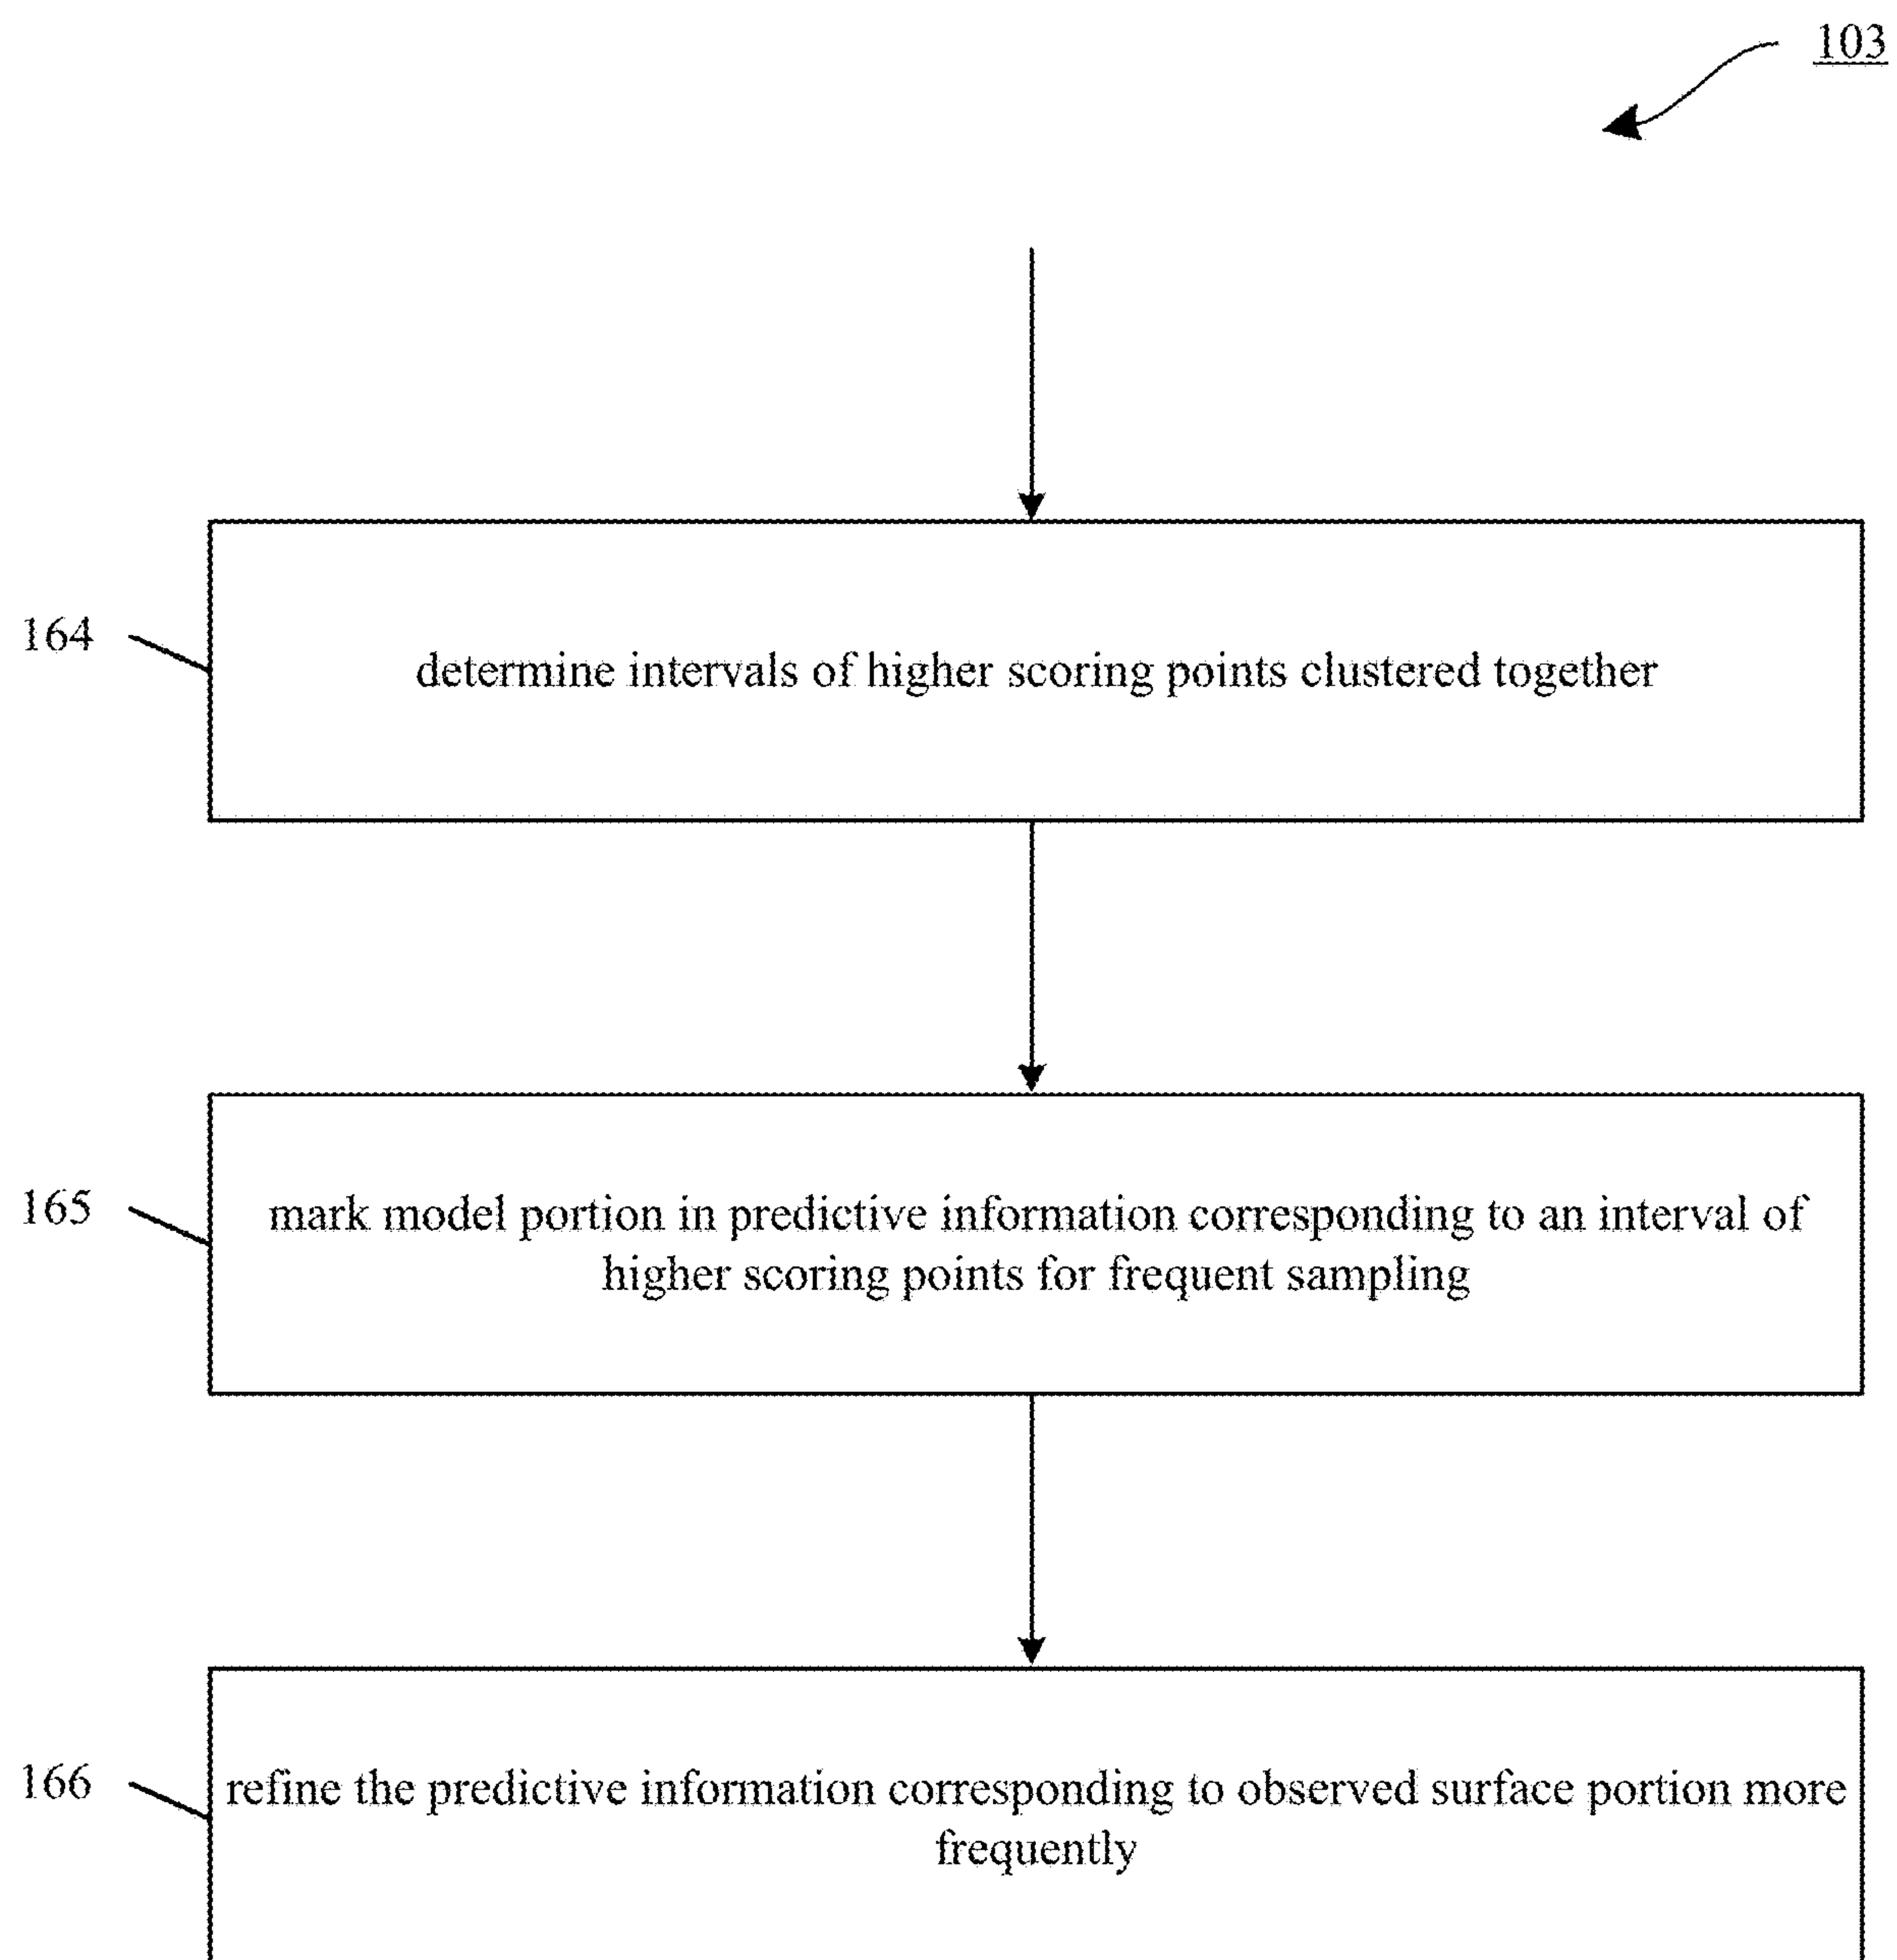 103
164
determine intervals of higher scoring points clustered together
165
mark model portion in predictive information corresponding to an interval of
higher scoring points for frequent sampling
166
refine the predictive information corresponding to observed surface portion more
frequently